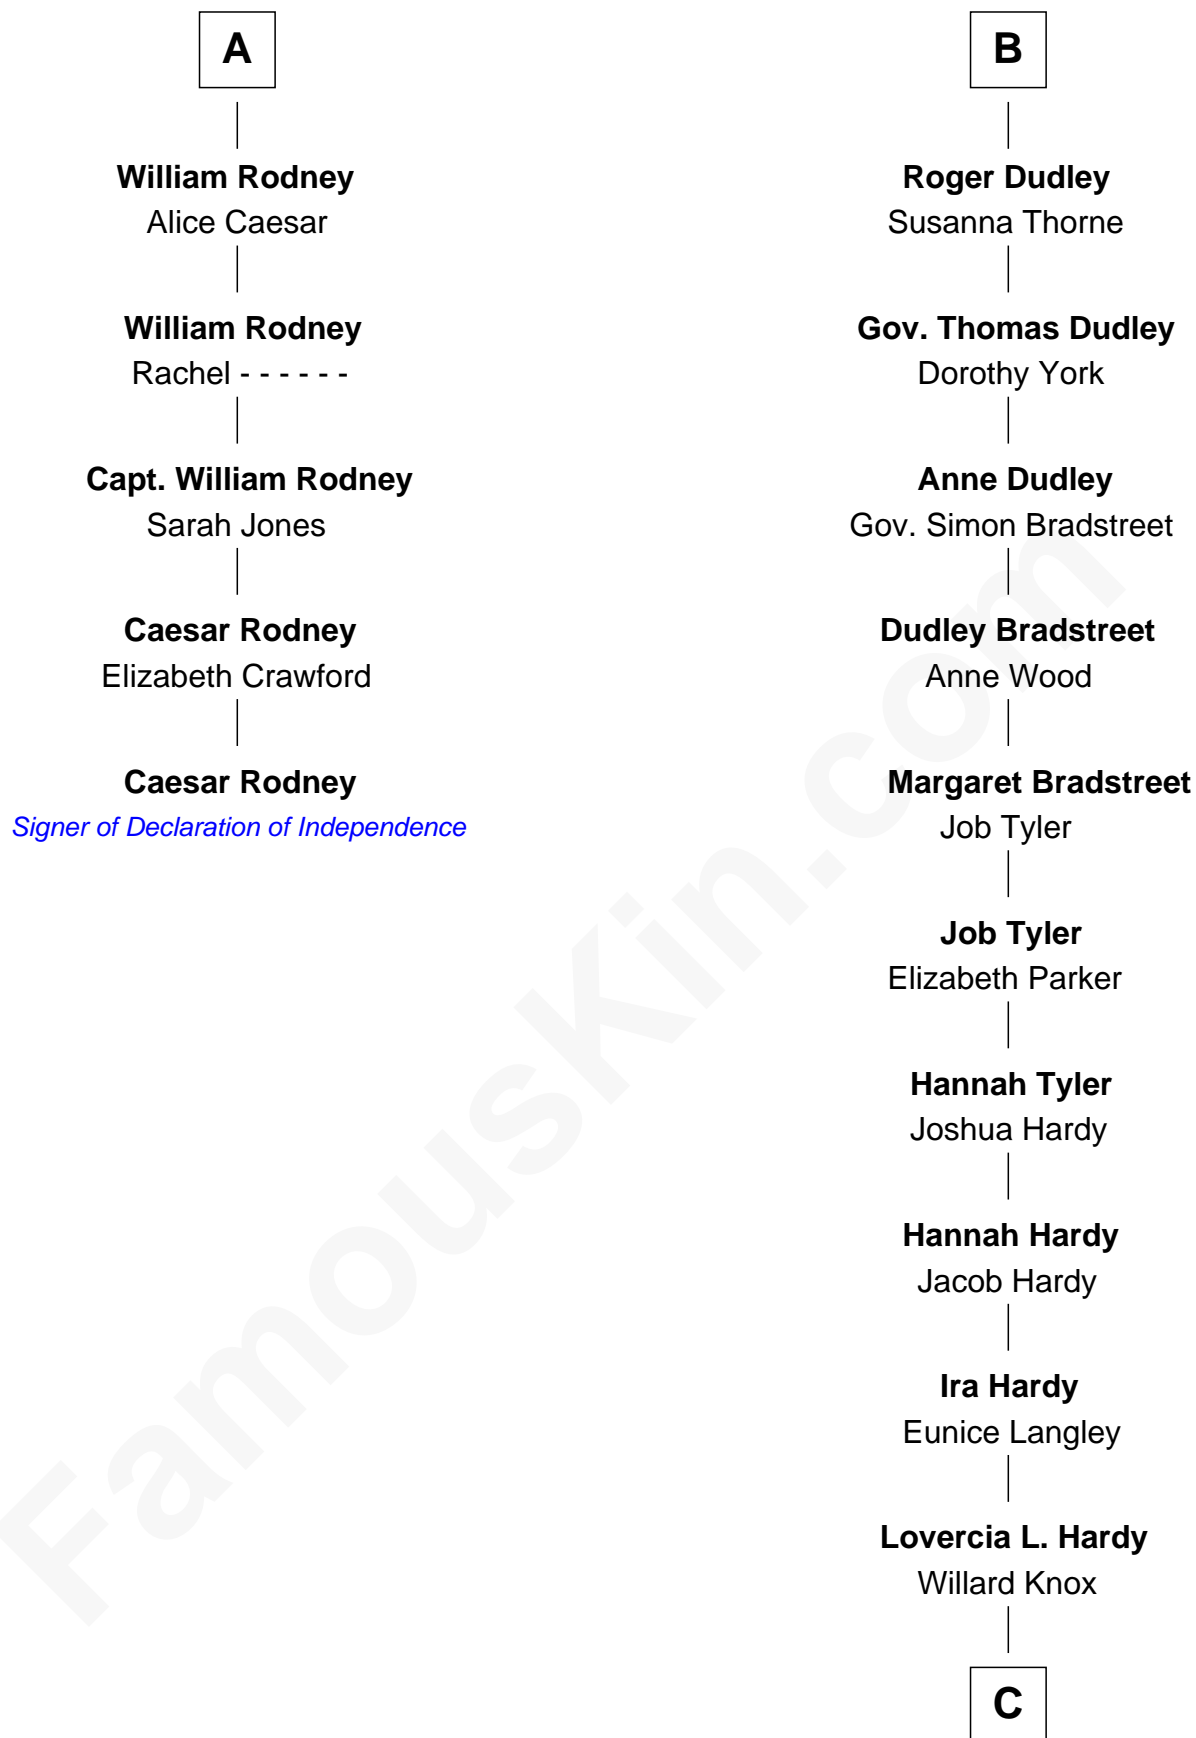 A
William Rodney
Alice Caesar
William Rodney
Rachel - - - - - -
Capt. William Rodney
Sarah Jones
Caesar Rodney
Elizabeth Crawford
Caesar Rodney
Signer of Declaration of Independence
B
Roger Dudley
Susanna Thorne
Gov. Thomas Dudley
Dorothy York
Anne Dudley
Gov. Simon Bradstreet
Dudley Bradstreet
Anne Wood
Margaret Bradstreet
Job Tyler
Job Tyler
Elizabeth Parker
Hannah Tyler
Joshua Hardy
Hannah Hardy
Jacob Hardy
Ira Hardy
Eunice Langley
Lovercia L. Hardy
Willard Knox
C
FamousKin.com